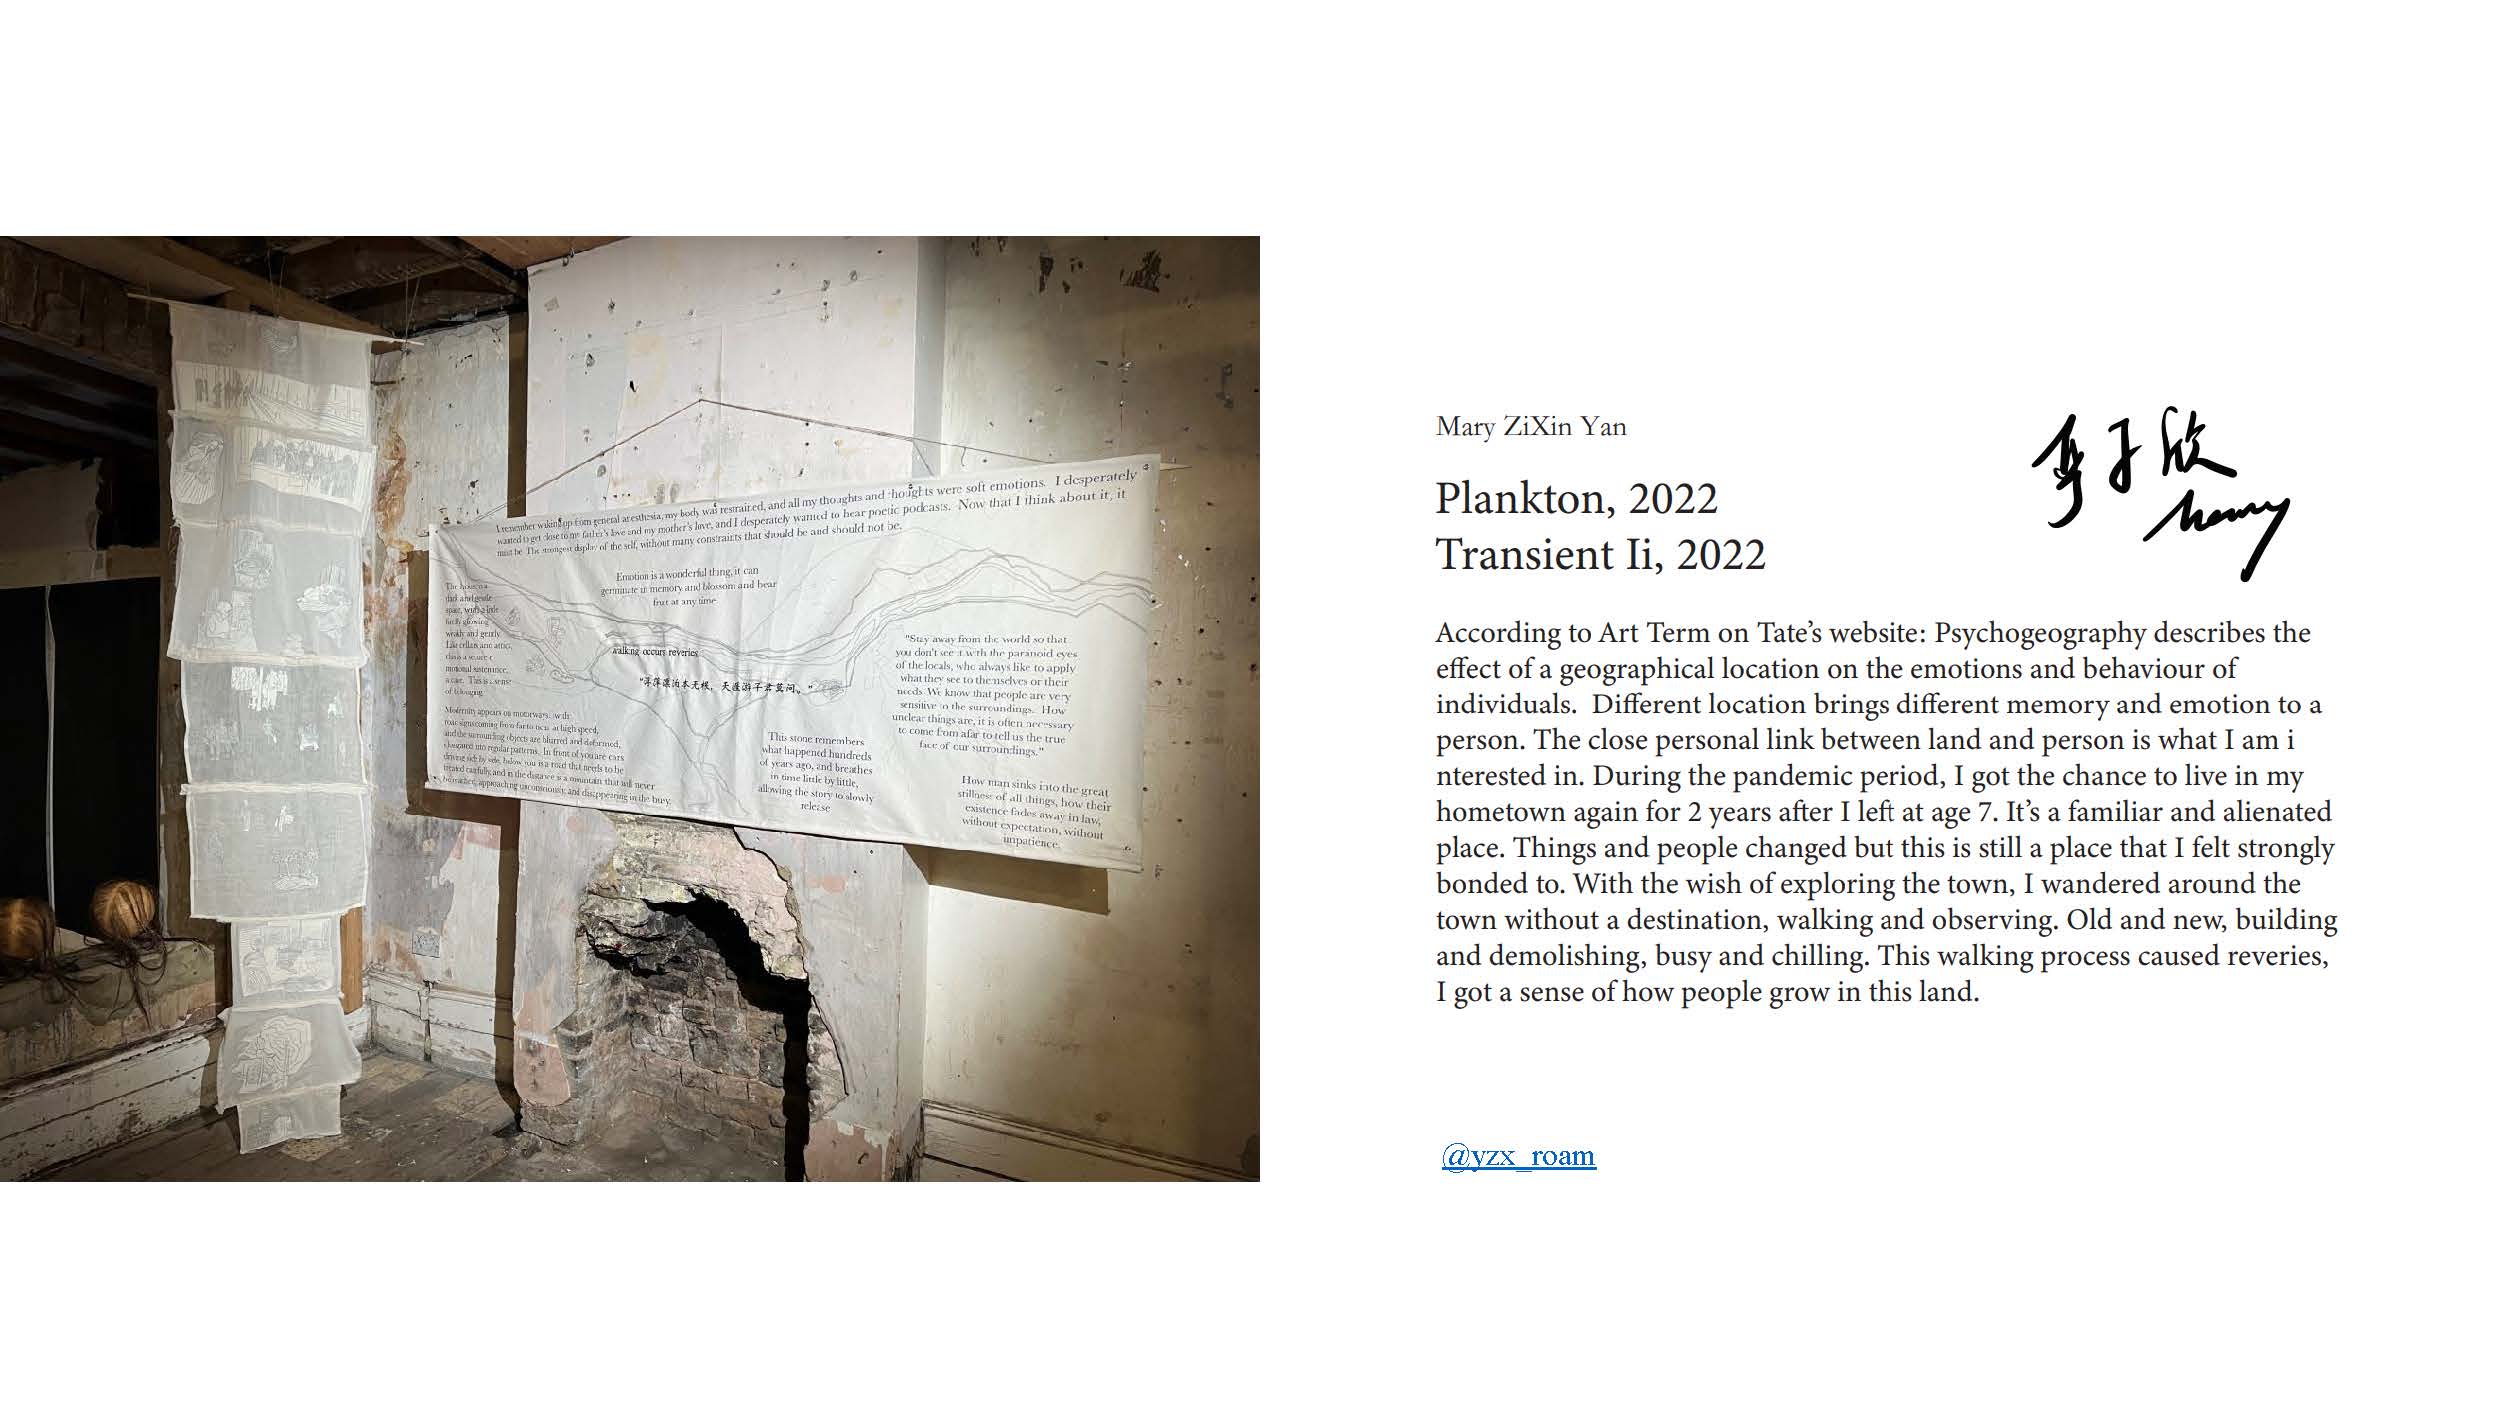 I remember waking up from general anesthesia, my body was restrained, and all my thoughts and thoughts were soft emotions. I desperately
wanted to get close to my father's love and my mother's love, and I desperately wanted to hear poetic podcasts. Now that I think about it, it
must be The strongest display of the self, without many constraints that should be and should not be.
Emotion is a wonderful thing, it can
germinate in memory and blossom and bear
fruit at any time
The house is a
dark and gentle
space, with a little
weakly and gently.
Like cellars and attics,
emotional sustenance,
of belonging
walking occurs reveries
"浮萍漂泊本无根，天涯游子君莫问。"
Modernity appears on motorways: with
road signs coming from far to near at high speed,
and the surrounding objects are blurred and deformed,
elongated into regular patterns. In front of you are cars
driving side by side, below you is a road that needs to be
treated carefully, and in the distance is a mountain that will never
be reached, approaching unconsciously and disappearing in the busy.
This stone remembers
what happened hundreds
of years ago, and breathes
in time little by little,
allowing the story to slowly
release
"Stay away from the world so that
you don't see it with the paranoid eyes
of the locals, who always like to apply
what they see to themselves or their
needs. We know that people are very
sensitive to the surroundings. How
unclear things are, it is often necessary
to come from afar to tell us the true
face of our surroundings."
How man sinks into the great
stillness of all things, how their
existence fades away in law,
without expectation, without
impatience.
Mary ZiXin Yan
Plankton, 2022
Transient Ii, 2022
According to Art Term on Tate's website: Psychogeography describes the
effect of a geographical location on the emotions and behaviour of
individuals.  Different location brings different memory and emotion to a
person. The close personal link between land and person is what I am i
nterested in. During the pandemic period, I got the chance to live in my
hometown again for 2 years after I left at age 7. It's a familiar and alienated
place. Things and people changed but this is still a place that I felt strongly
bonded to. With the wish of exploring the town, I wandered around the
town without a destination, walking and observing. Old and new, building
and demolishing, busy and chilling. This walking process caused reveries,
I got a sense of how people grow in this land.
@yzx_roam